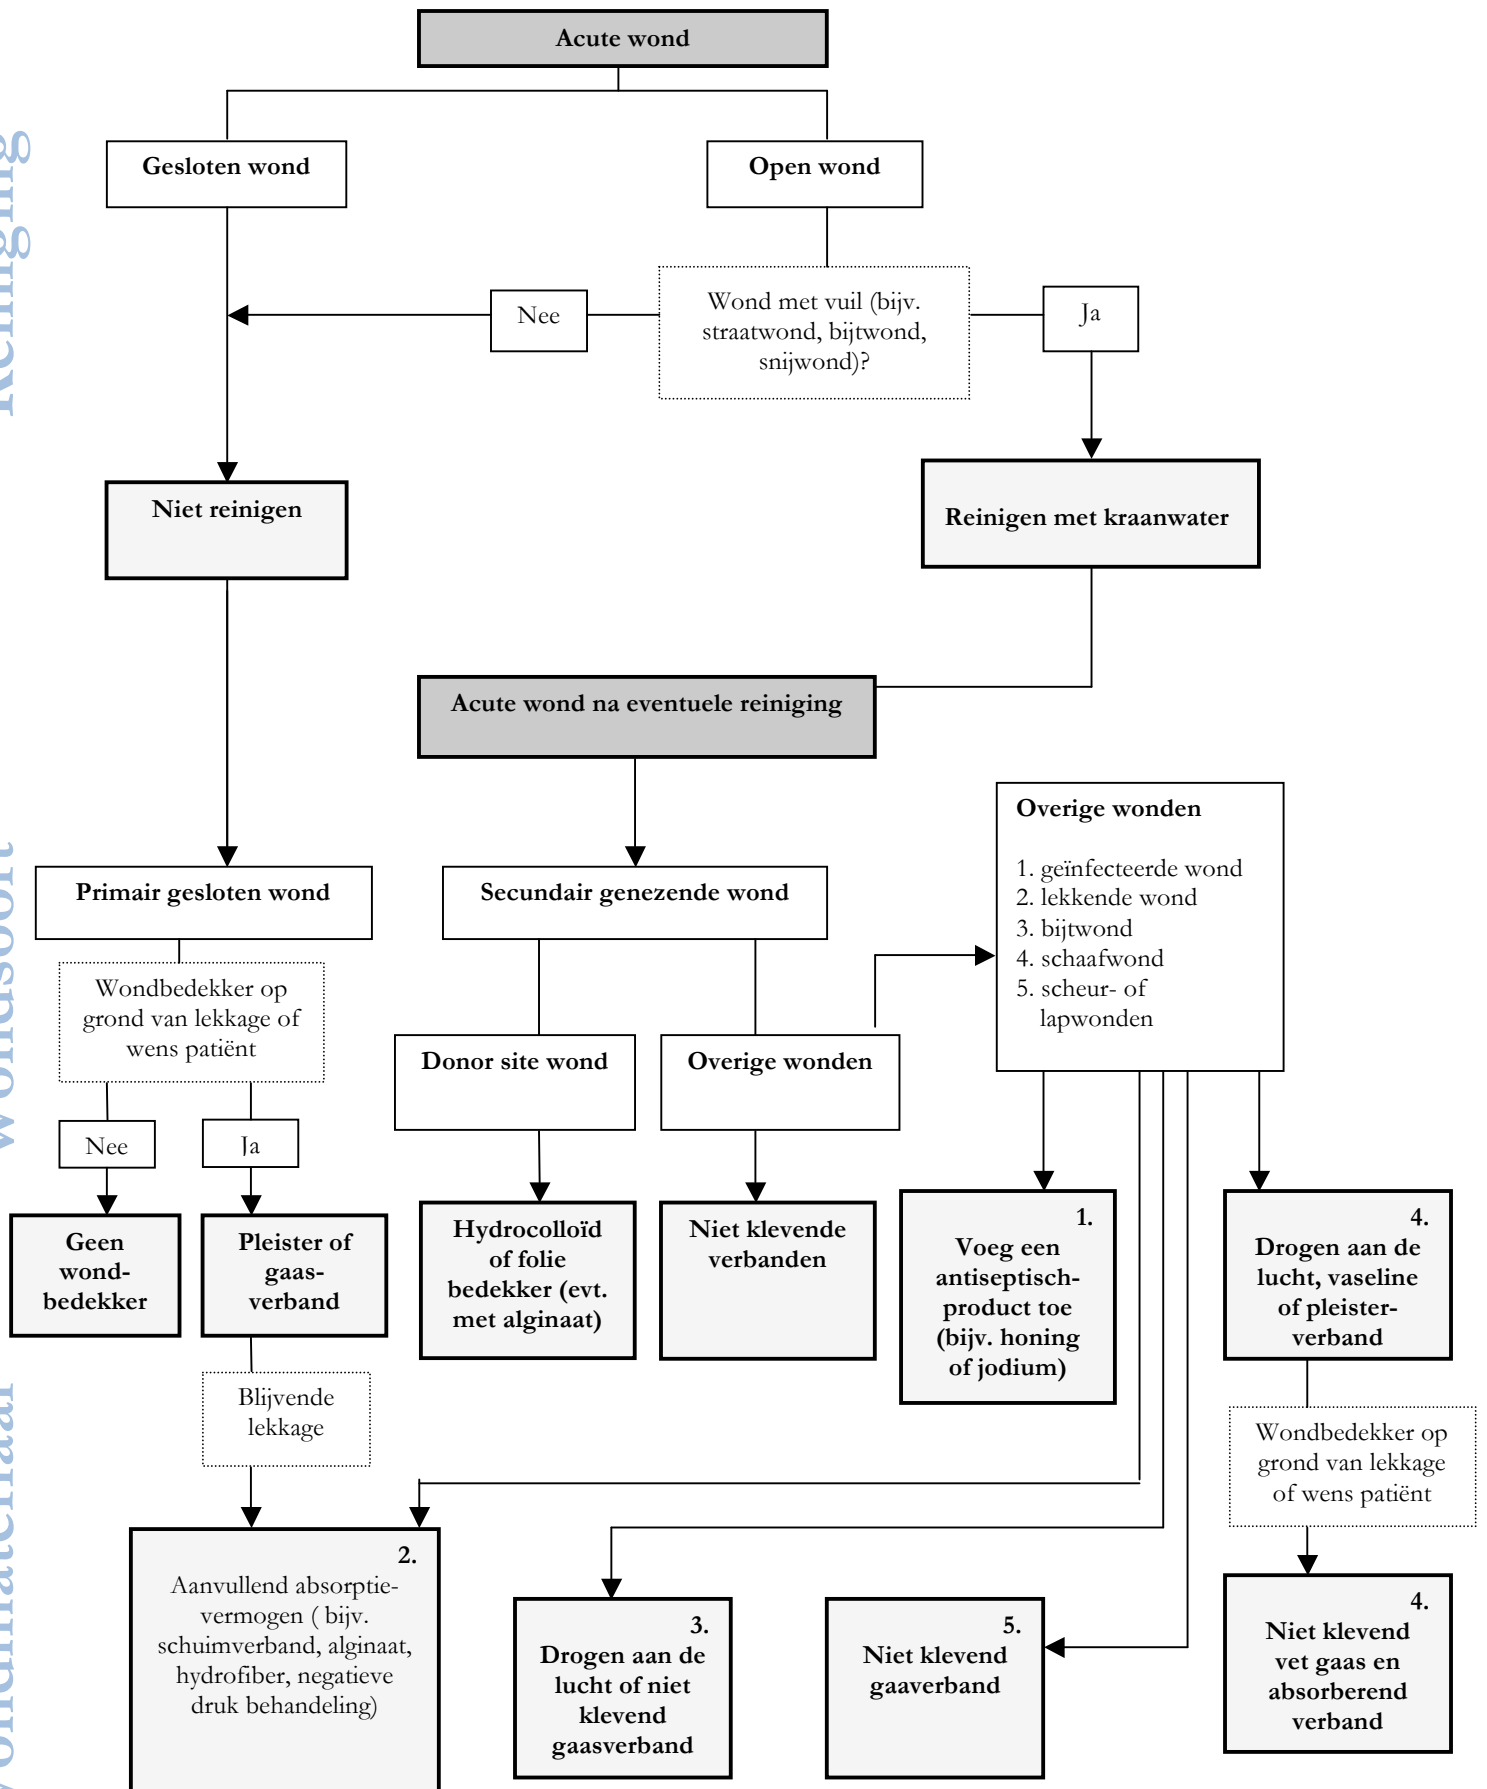 Acute wond
Gesloten wond
Open wond
Reiniging
Nee
Wond met vuil (bijv.
straatwond, bijtwond,
snijwond)?
Ja
Niet reinigen
Reinigen met kraanwater
Acute wond na eventuele reiniging
Overige wonden
1. geïnfecteerde wond
2. lekkende wond
3. bijtwond
4. schaafwond
5. scheur- of
lapwonden
Primair gesloten wond
Secundair genezende wond
Wondbedekker op
grond van lekkage of
wens patiënt
Donor site wond
Overige wonden
Nee
Ja
Geen
wond-
bedekker
Pleister of
gaas-
verband
Hydrocolloïd
of folie
bedekker (evt.
met alginaat)
Niet klevende
verbanden
1.
Voeg een
antiseptisch-
product toe
(bijv. honing
of jodium)
4.
Drogen aan de
lucht, vaseline
of pleister-
verband
Blijvende
lekkage
Wondbedekker op
grond van lekkage
of wens patiënt
2.
Aanvullend absorptie-
vermogen ( bijv.
schuimverband, alginaat,
hydrofiber, negatieve
druk behandeling)
3.
Drogen aan de
lucht of niet
klevend
gaasverband
5.
Niet klevend
gaaverband
4.
Niet klevend
vet gaas en
absorberend
verband